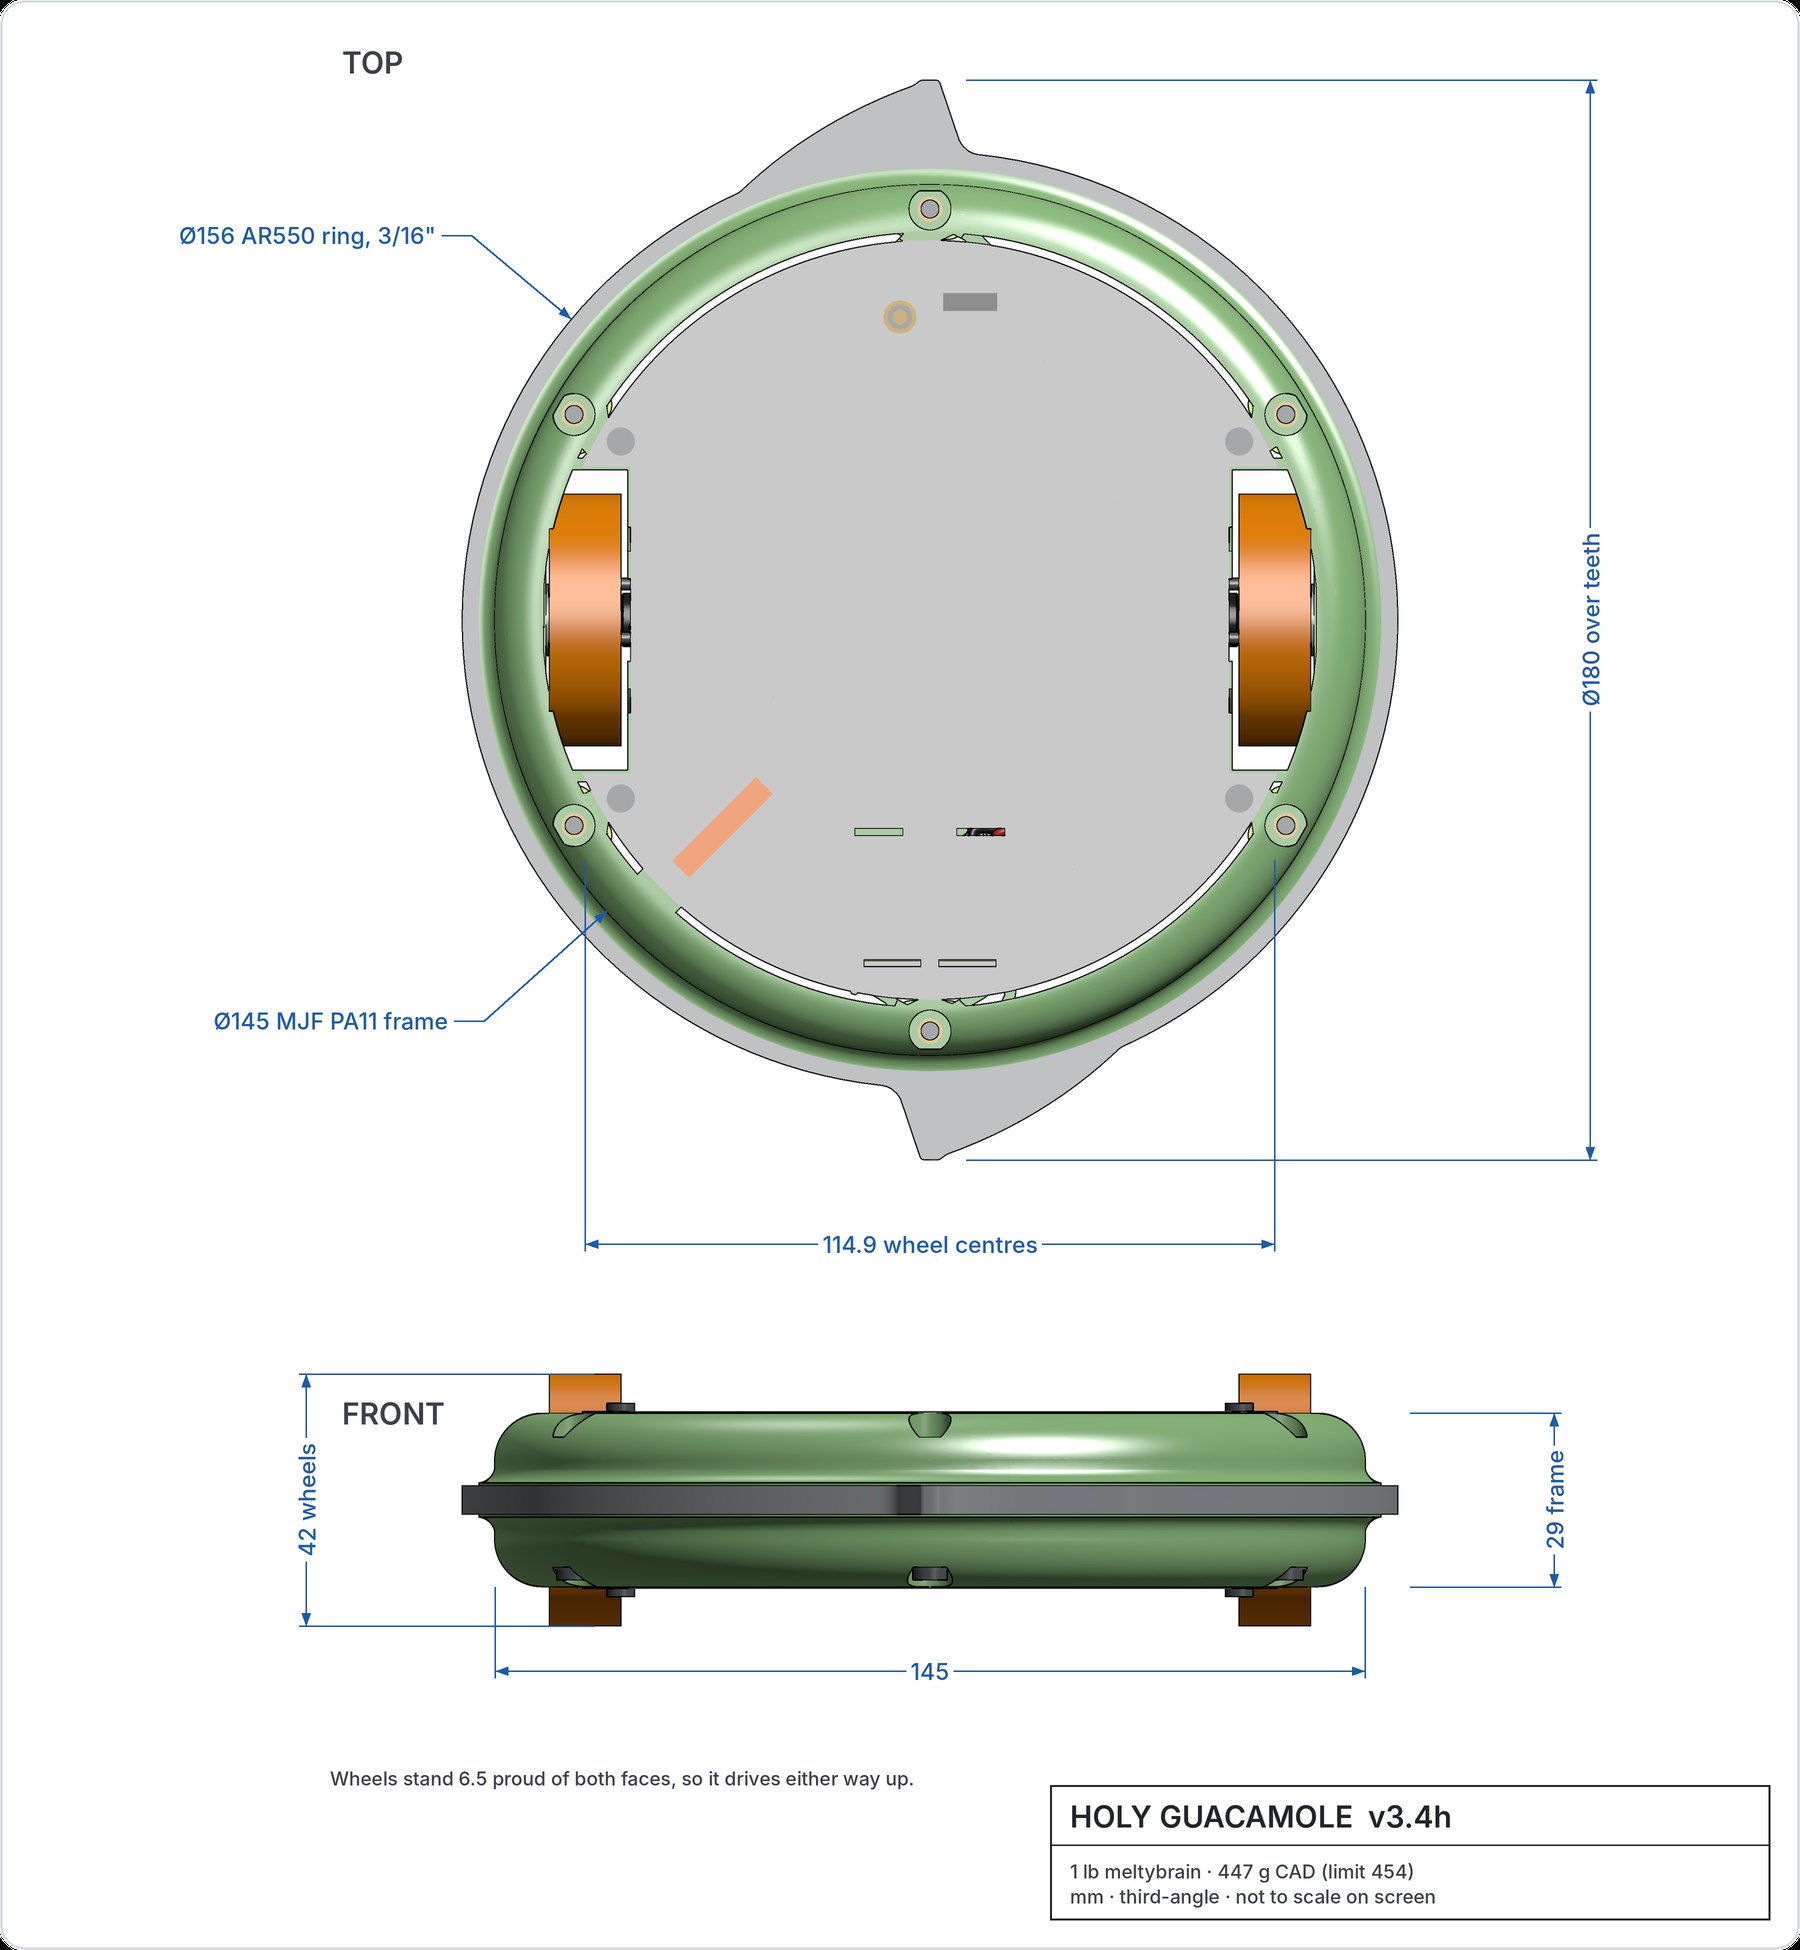 TOP
Ø156 AR550 ring, 3/16"
Ø180 over teeth
Ø145 MJF PA11 frame
114.9 wheel centres
FRONT
42 wheels
29 frame
145
Wheels stand 6.5 proud of both faces, so it drives either way up.
HOLY GUACAMOLE v3.4h
1 lb meltybrain · 447 g CAD (limit 454)
mm · third-angle · not to scale on screen